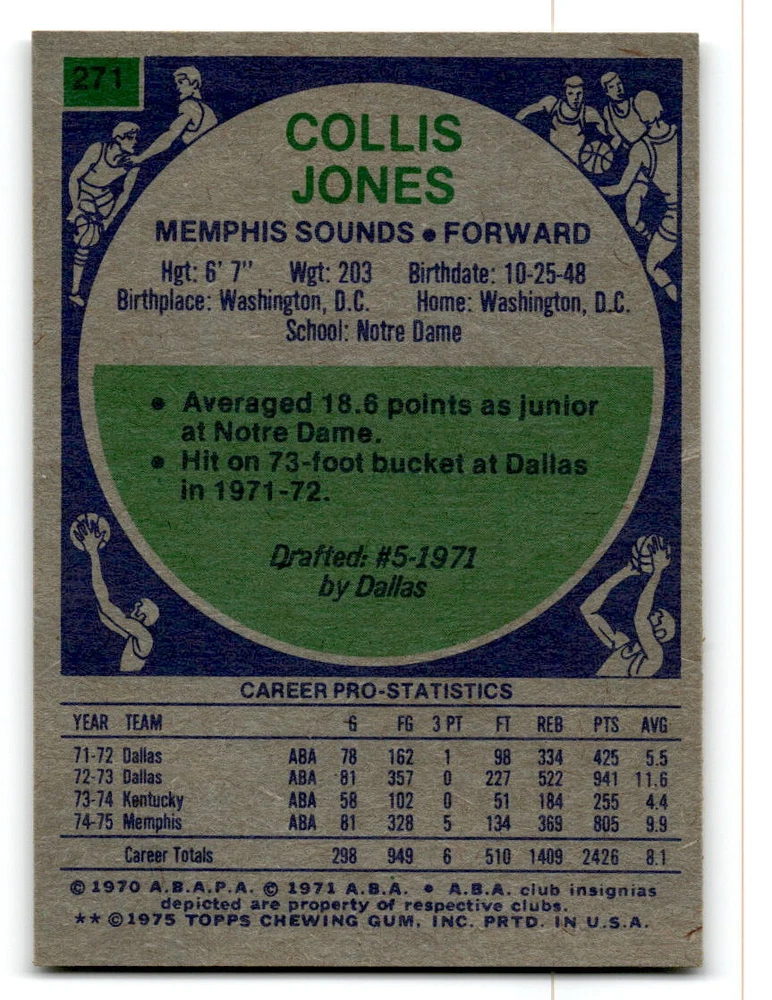 271
COLLIS
JONES
MEMPHIS SOUNDS • FORWARD
Hgt: 6' 7" Wgt: 203 Birthdate: 10-25-48
Birthplace: Washington, D.C. Home: Washington, D.C.
School: Notre Dame
• Averaged 18.6 points as junior
at Notre Dame.
• Hit on 73-foot bucket at Dallas
in 1971-72.
Drafted: #5-1971
by Dallas
CAREER PRO-STATISTICS
YEAR TEAM G FG 3 PT FT REB PTS AVG
71-72 Dallas ABA 78 162 1 98 334 425 5.5
72-73 Dallas ABA 81 357 0 227 522 941 11.6
73-74 Kentucky ABA 58 102 0 51 184 255 4.4
74-75 Memphis ABA 81 328 5 134 369 805 9.9
Career Totals 298 949 6 510 1409 2426 8.1
© 1970 A.B.A.P.A. © 1971 A.B.A. • A.B.A. club insignias
depicted are property of respective clubs.
** ©1975 TOPPS CHEWING GUM, INC. PRTD. IN U.S.A.